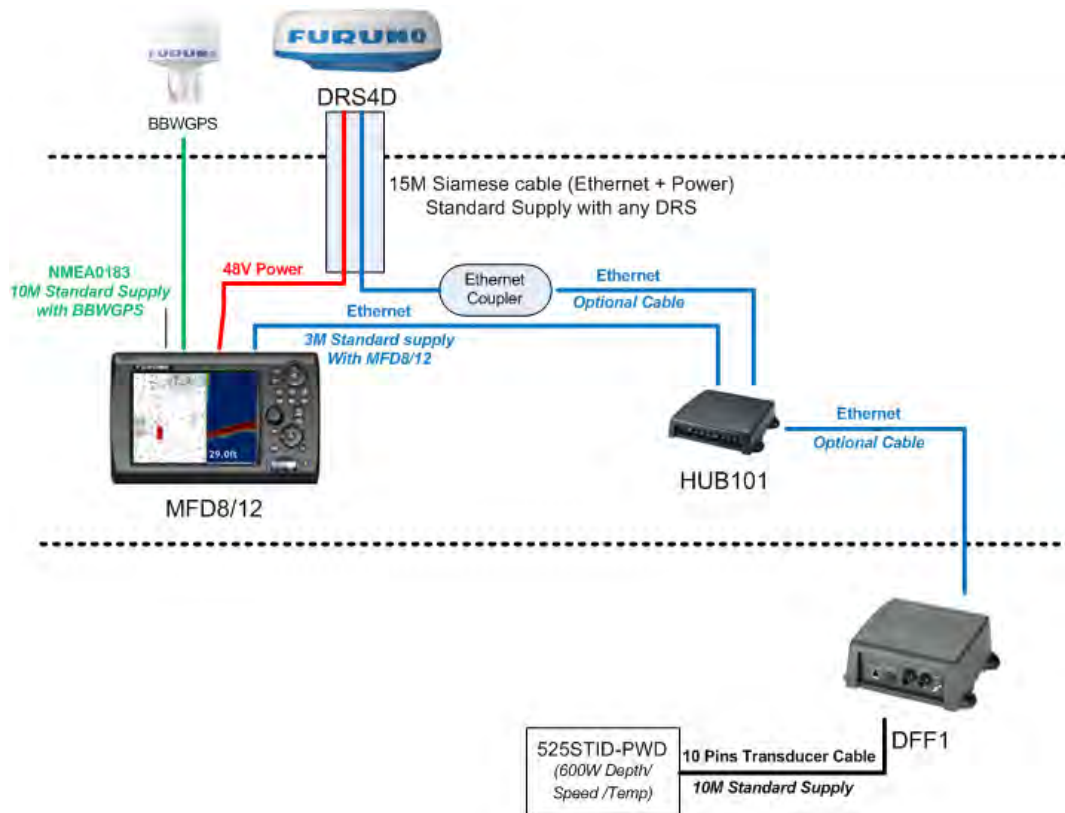 FURUNO
FURUNO
DRS4D
BBWGPS
15M Siamese cable (Ethernet + Power)
Standard Supply with any DRS
NMEA0183
10M Standard Supply
with BBWGPS
48V Power
Ethernet
Coupler
Ethernet
Optional Cable
Ethernet
3M Standard supply
With MFD8/12
FURUNO
29.0ft
MFD8/12
HUB101
Ethernet
Optional Cable
DFF1
525STID-PWD
(600W Depth/
Speed /Temp)
10 Pins Transducer Cable
10M Standard Supply